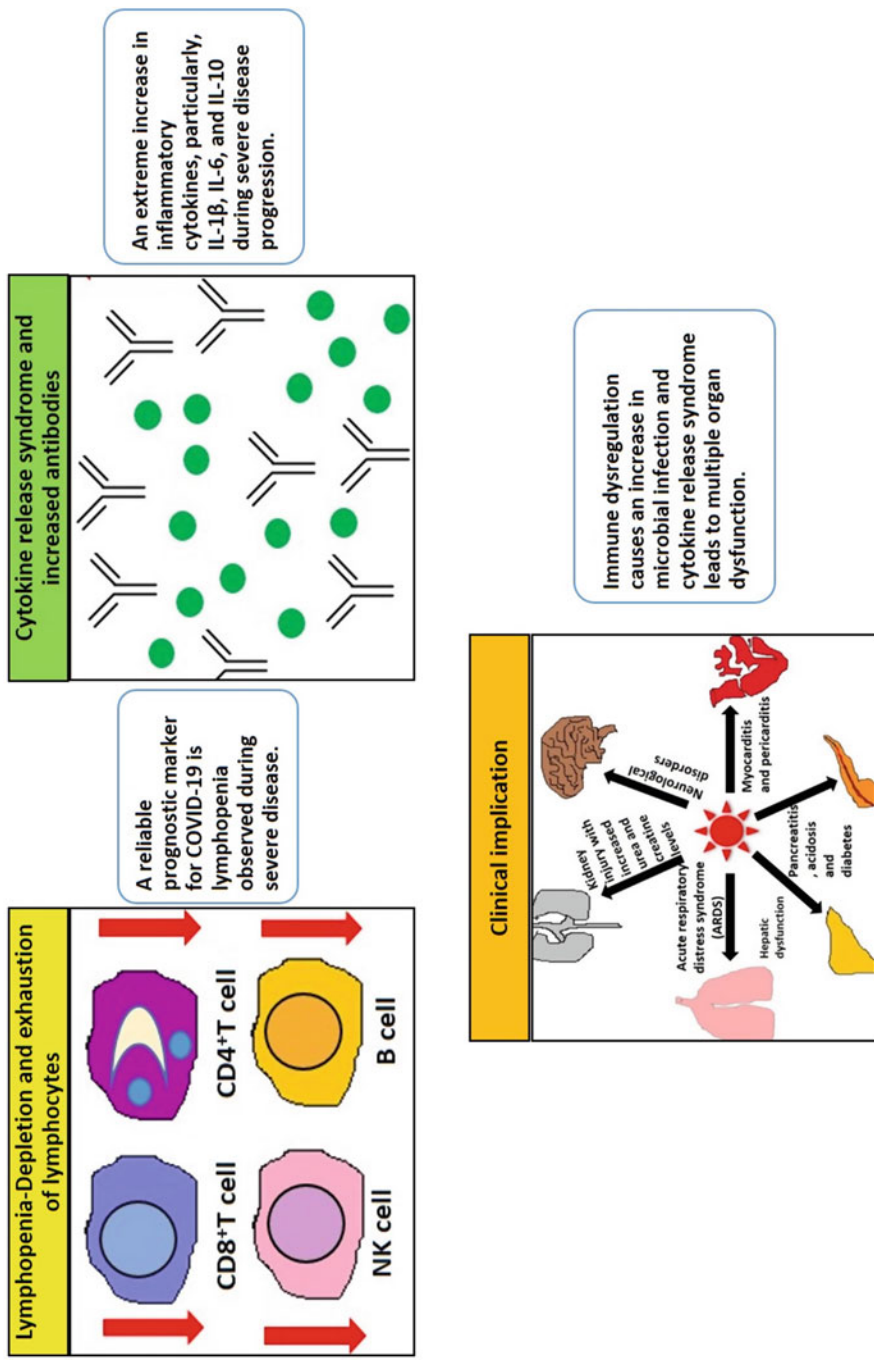 Lymphopenia-Depletion and exhaustion
of lymphocytes
CD8⁺T cell
CD4⁺T cell
NK cell
B cell
A reliable
prognostic marker
for COVID-19 is
lymphopenia
observed during
severe disease.
Cytokine release syndrome and
increased antibodies
An extreme increase in
inflammatory
cytokines, particularly,
IL-1β, IL-6, and IL-10
during severe disease
progression.
Clinical implication
Kidney
injury with
increased
urea and
creatine
levels
Neurological
disorders
Acute respiratory
distress syndrome
(ARDS)
Myocarditis
and pericarditis
Hepatic
dysfunction
Pancreatitis
, acidosis
and
diabetes
Immune dysregulation
causes an increase in
microbial infection and
cytokine release syndrome
leads to multiple organ
dysfunction.